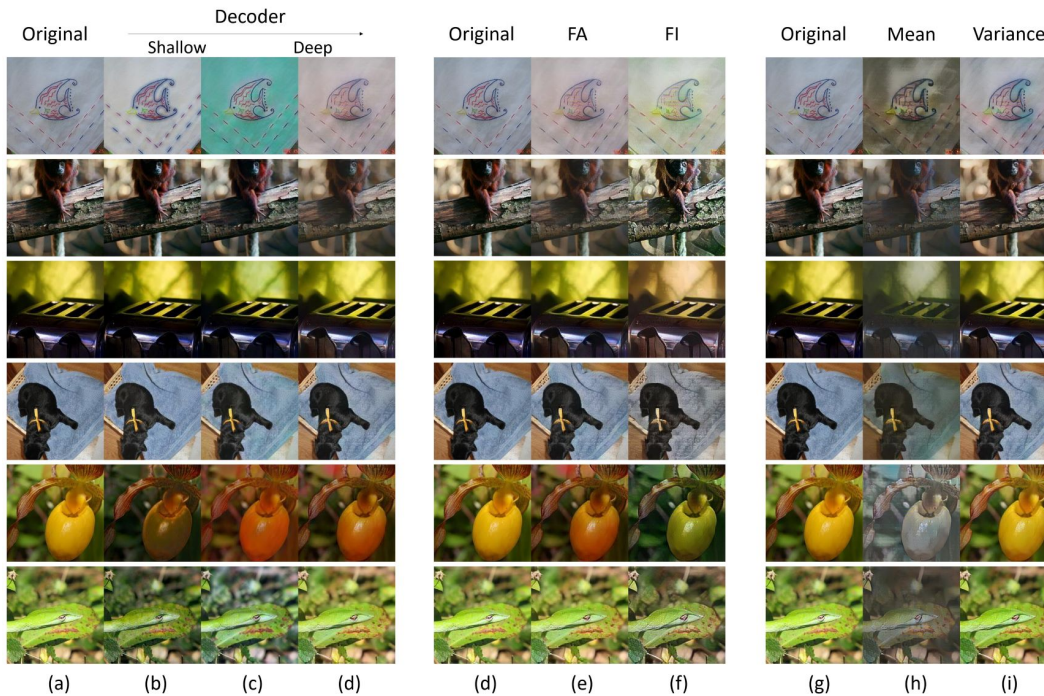 Decoder
Original Shallow Deep Original FA FI Original Mean Variance
(a) (b) (c) (d) (d) (e) (f) (g) (h) (i)